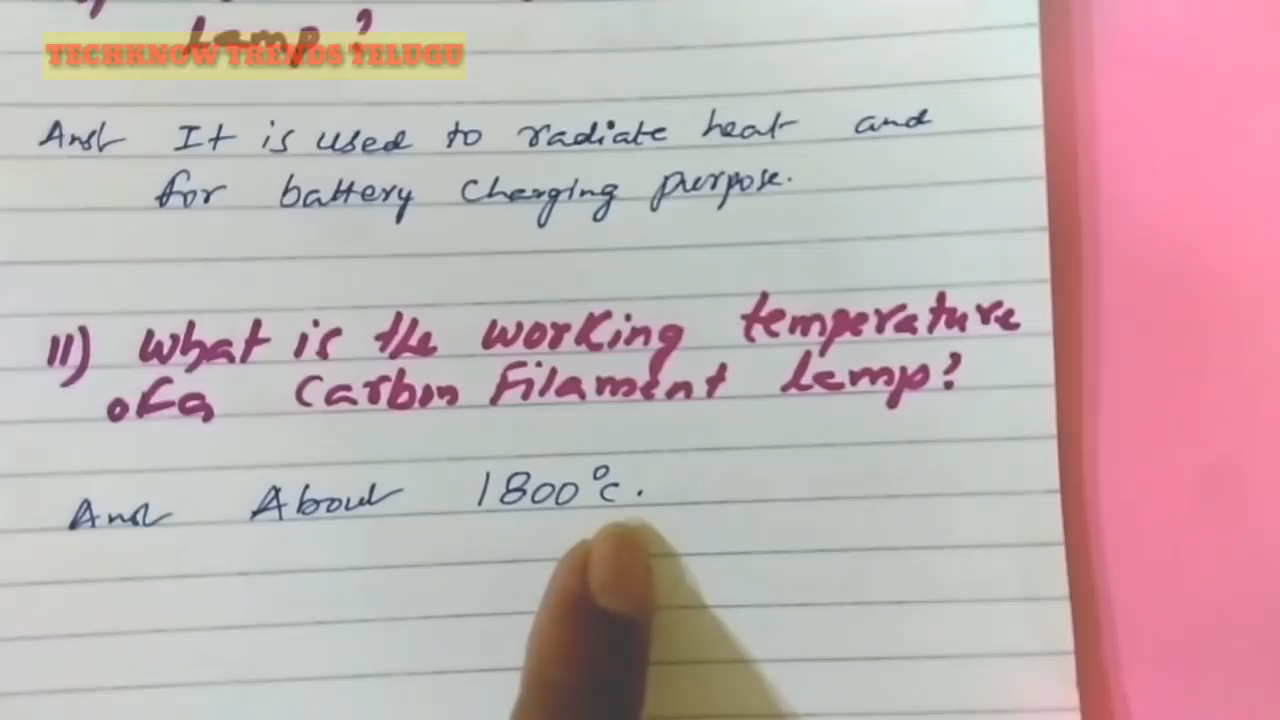 Lamp?
TECHKNOW TRENDS TELUGU
Ans It is used to radiate heat and
for battery charging purpose.
11) What is the working temperature
of a Carbon Filament lamp?
Ans About 1800°c.